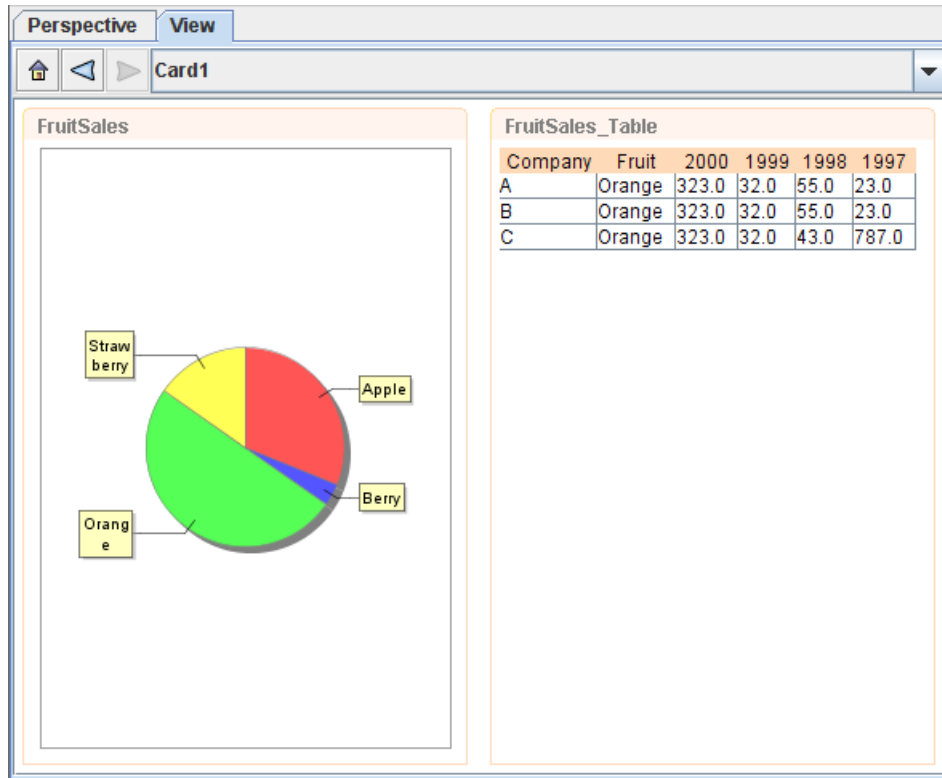 Perspective View
Card1
FruitSales
Straw
berry
Apple
Berry
Orang
e
FruitSales_Table
Company Fruit 2000 1999 1998 1997
A Orange 323.0 32.0 55.0 23.0
B Orange 323.0 32.0 55.0 23.0
C Orange 323.0 32.0 43.0 787.0